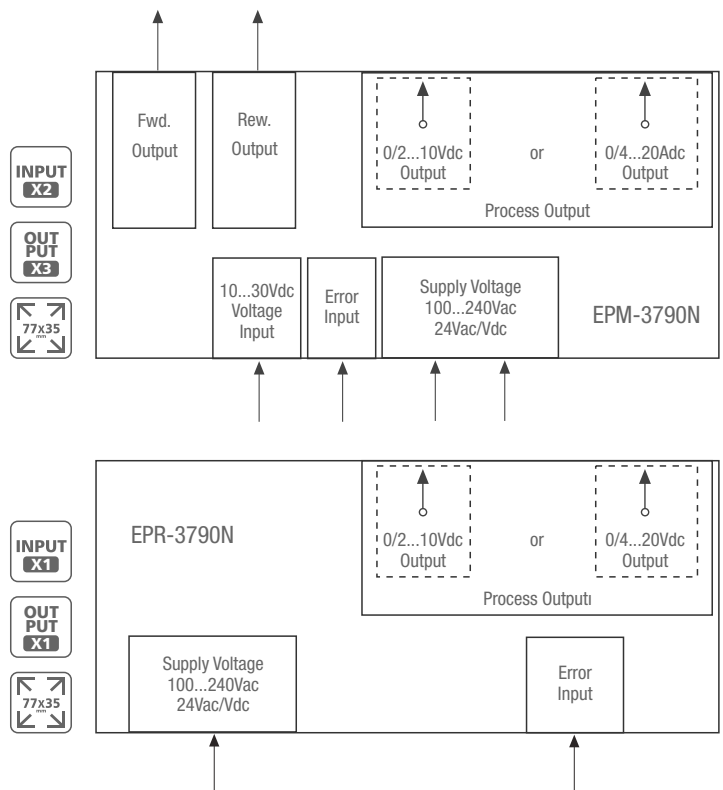 Fwd.
Output
Rew.
Output
0/2...10Vdc
Output
or
0/4...20Adc
Output
Process Output
INPUT
X2
OUT
PUT
X3
77x35
mm
10...30Vdc
Voltage
Input
Error
Input
Supply Voltage
100...240Vac
24Vac/Vdc
EPM-3790N
EPR-3790N
0/2...10Vdc
Output
or
0/4...20Vdc
Output
Process Outputı
INPUT
X1
OUT
PUT
X1
77x35
mm
Supply Voltage
100...240Vac
24Vac/Vdc
Error
Input